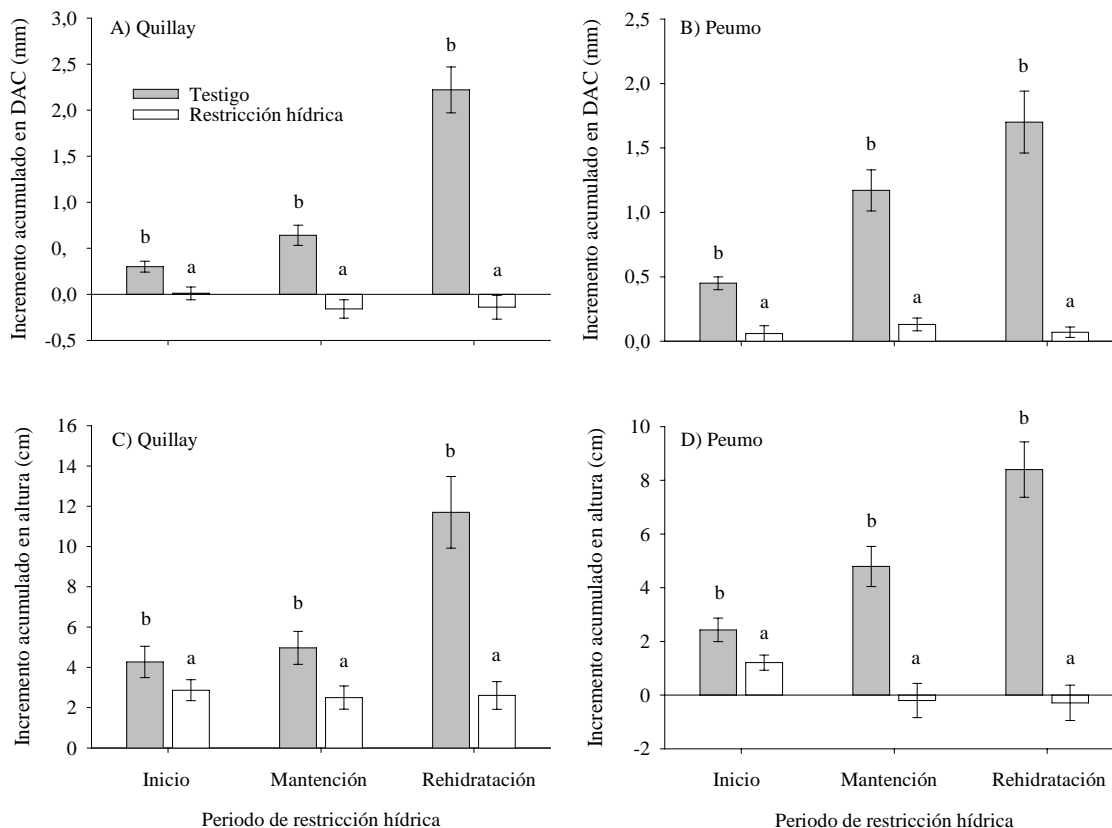 A) Quillay
Incremento acumulado en DAC (mm)
3,0
2,5
2,0
1,5
1,0
0,
0,0
-0,5
Testigo
Restricción hídrica
b
a
b
a
b
a
B) Peumo
Incremento acumulado en DAC (mm)
2,5
2,0
1,5
1,0
0,5
0,0
b
a
b
a
b
a
C) Quillay
Incremento acumulado en altura (cm)
16
14
12
10
8
6
4
2
0
b
a
b
a
b
a
Inicio Mantención Rehidratación
D) Peumo
Incremento acumulado en altura (cm)
10
8
6
4
2
0
-2
b
a
b
a
b
a
Inicio Mantención Rehidratación
Periodo de restricción hídrica
Periodo de restricción hídrica